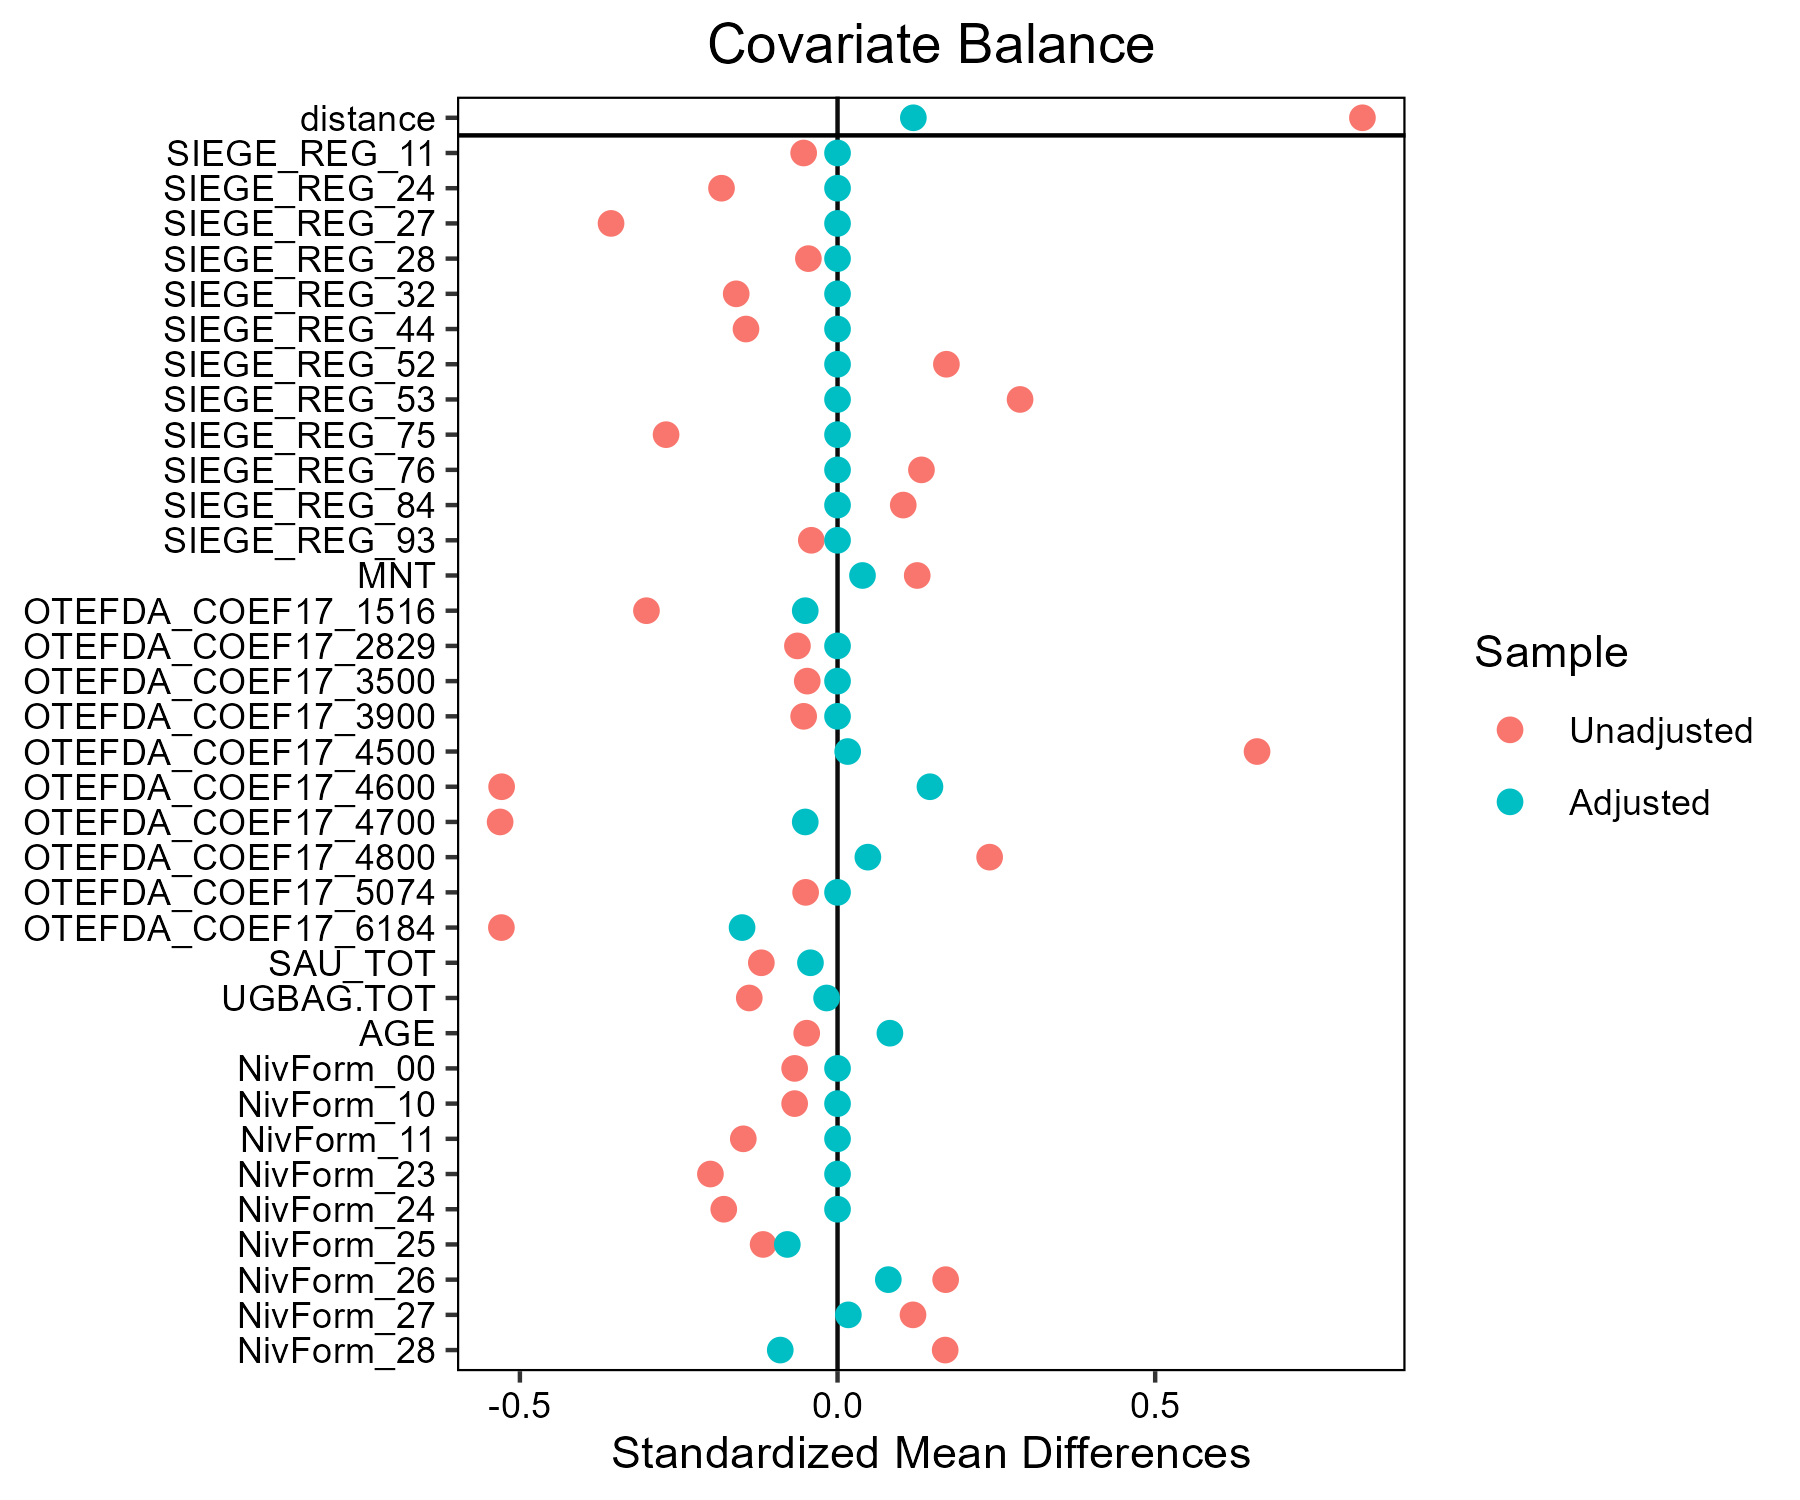 Covariate Balance
distance
SIEGE_REG_11
SIEGE_REG_24
SIEGE_REG_27
SIEGE_REG_28
SIEGE_REG_32
SIEGE_REG_44
SIEGE_REG_52
SIEGE_REG_53
SIEGE_REG_75
SIEGE_REG_76
SIEGE_REG_84
SIEGE_REG_93
MNT
OTEFDA_COEF17_1516
OTEFDA_COEF17_2829
OTEFDA_COEF17_3500
OTEFDA_COEF17_3900
OTEFDA_COEF17_4500
OTEFDA_COEF17_4600
OTEFDA_COEF17_4700
OTEFDA_COEF17_4800
OTEFDA_COEF17_5074
OTEFDA_COEF17_6184
SAU_TOT
UGBAG.TOT
AGE
NivForm_00
NivForm_10
NivForm_11
NivForm_23
NivForm_24
NivForm_25
NivForm_26
NivForm_27
NivForm_28
-0.5 0.0 0.5
Standardized Mean Differences
Sample
Unadjusted
Adjusted